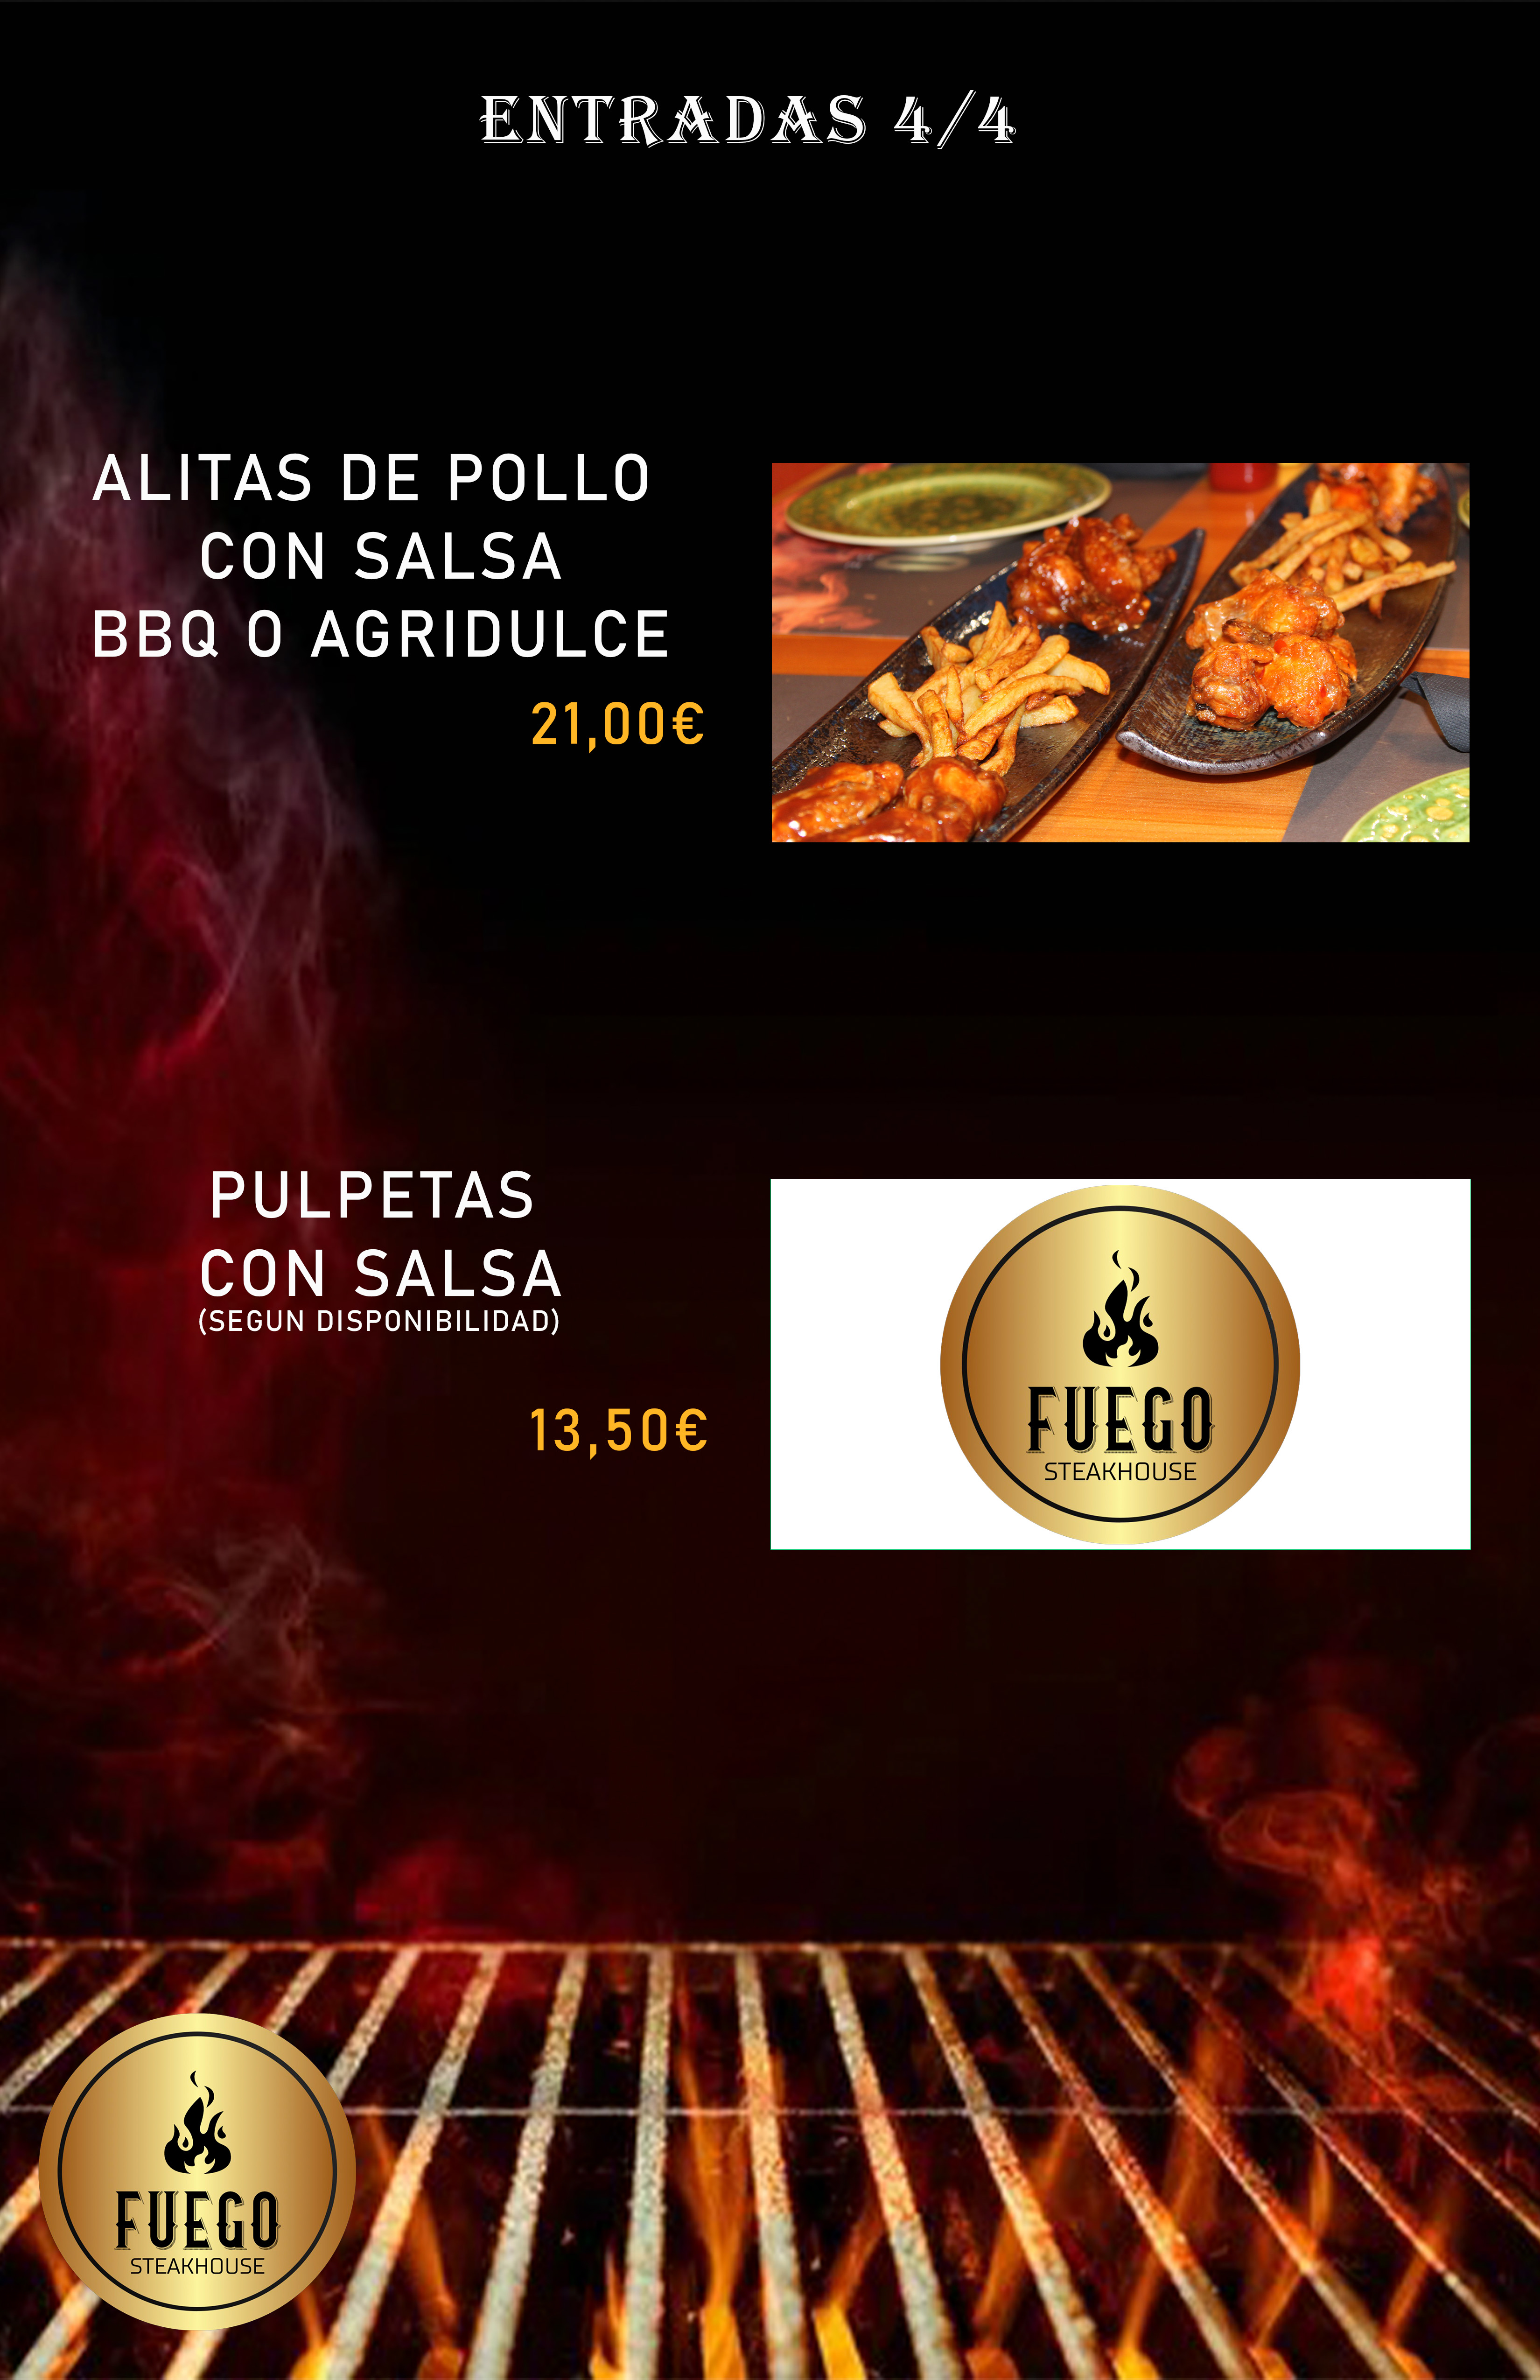 ENTRADAS 4/4
ALITAS DE POLLO
CON SALSA
BBQ O AGRIDULCE
21,00€
PULPETAS
CON SALSA
(SEGUN DISPONIBILIDAD)
13,50€
FUEGO
STEAKHOUSE
FUEGO
STEAKHOUSE